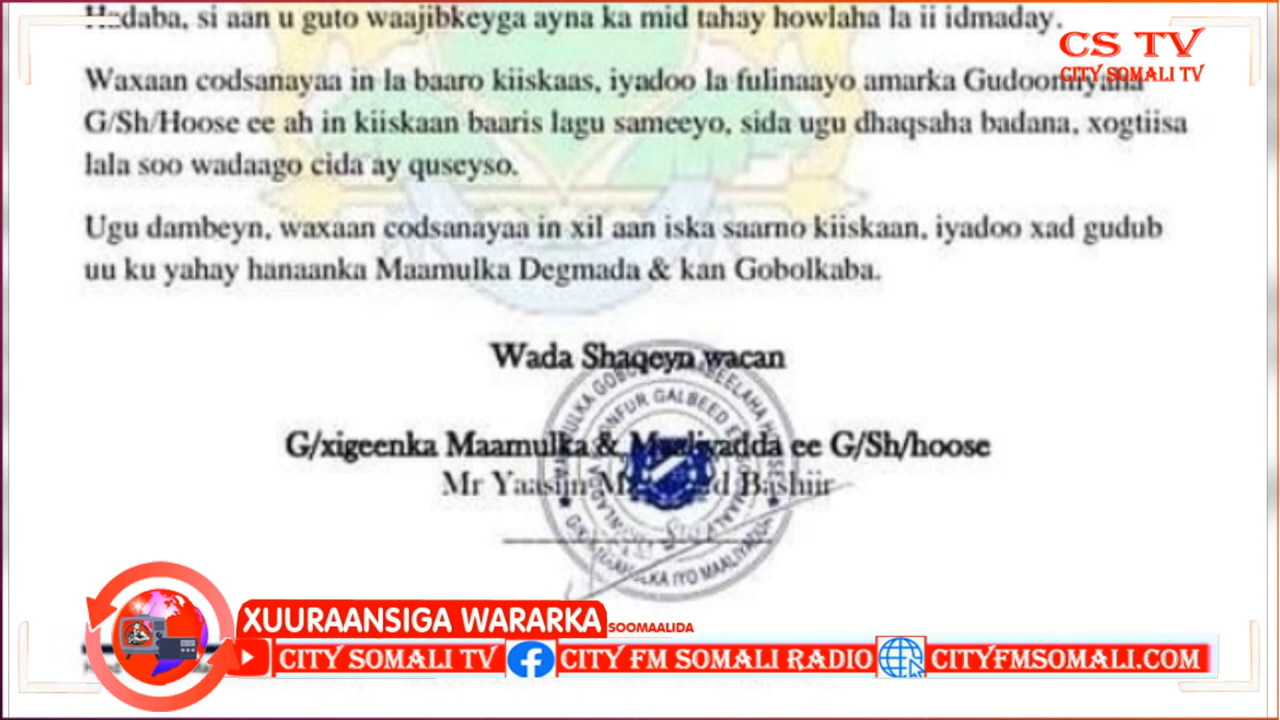 si aan u guto waajibkeyga ayna ka mid tahay howlaha la ii idmaday.
CS TV
CITY SOMALI TV
Waxaan codsanayaa in la baaro kiiskaas, iyadoo la fulinaayo amarka Gudoomiyaha
G/Sh/Hoose ee ah in kiiskaan baaris lagu sameeyo, sida ugu dhaqsaha badana, xogtiisa
lala soo wadaago cida ay quseyso.
Ugu dambeyn, waxaan codsanayaa in xil aan iska saarno kiiskaan, iyadoo xad gudub
uu ku yahay hanaanka Maamulka Degmada & kan Gobolkaba.
Wada Shaqeyn wacan
G/xigeenka Maamulka & Maaliyadda ee G/Sh/hoose
Mr Yaasiin Bashiir
GALBEED
IYO MAALIYADDA
XUURAANSIGA WARARKA SOOMAALIDA
CITY SOMALI TV CITY FM SOMALI RADIO CITYFMSOMALI.COM